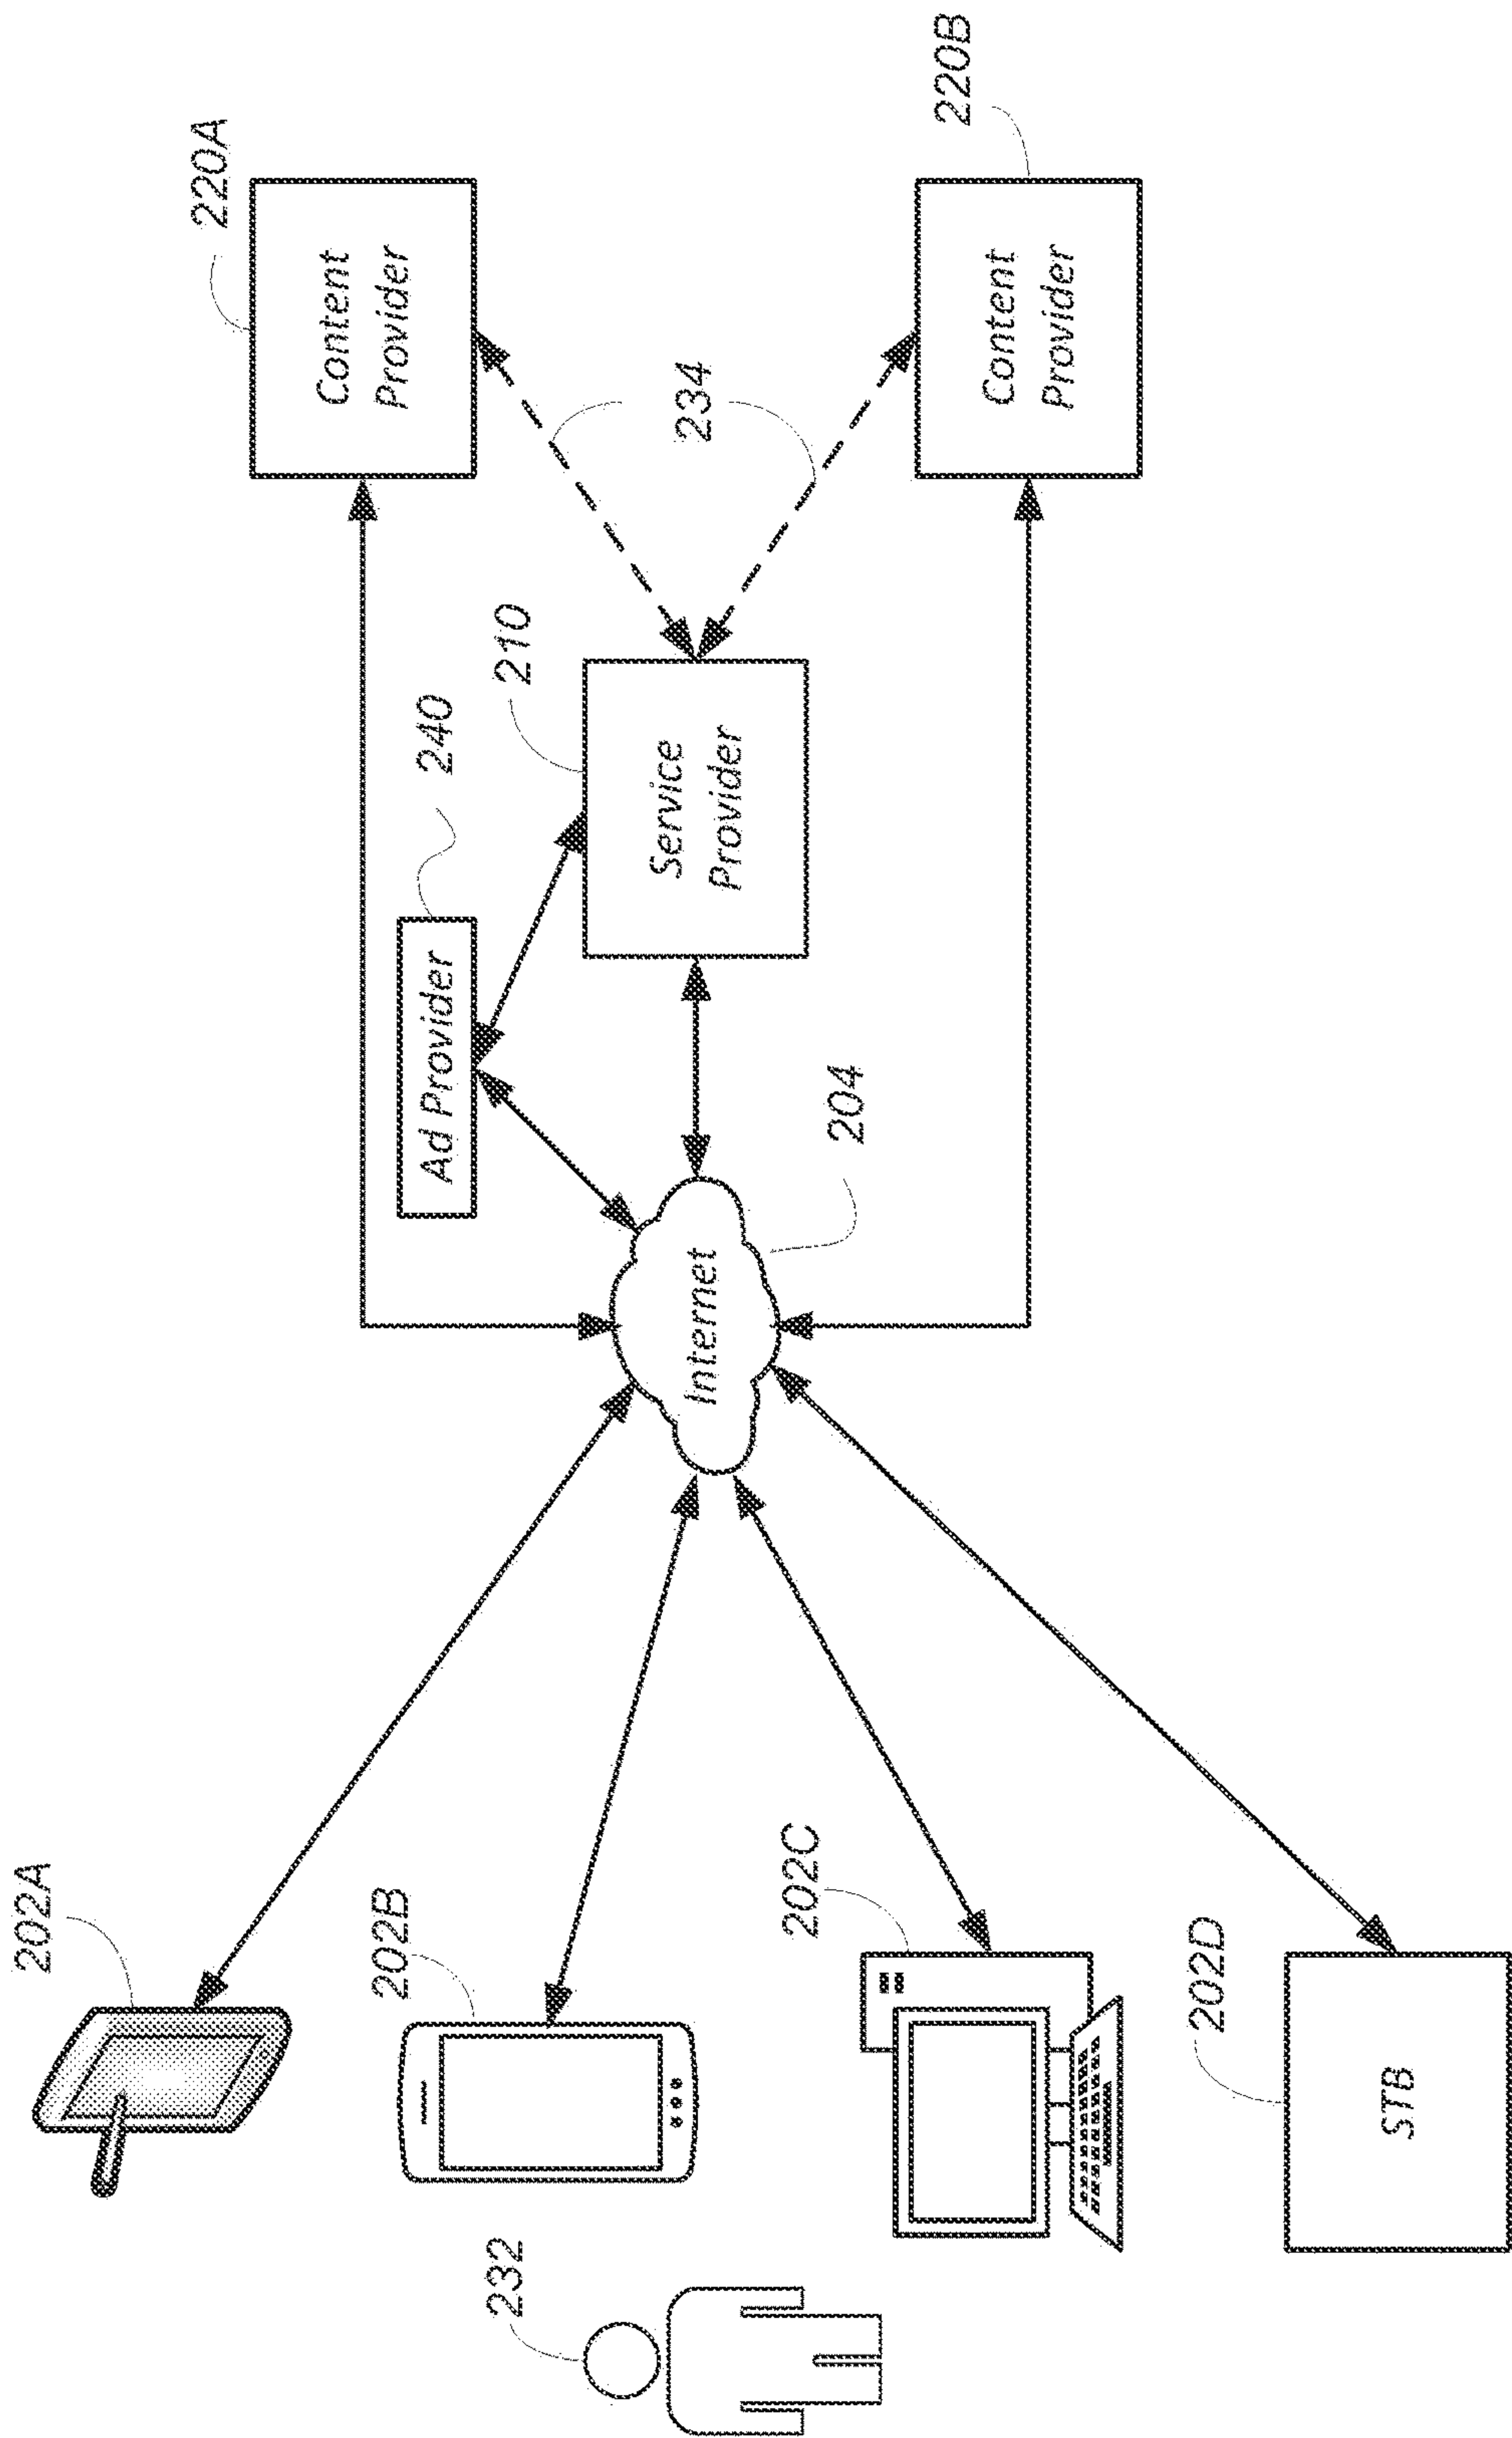 202A
202B
232
202C
202D
STB
Internet
204
Ad Provider
240
Service
Provider
210
234
Content
Provider
220A
Content
Provider
220B